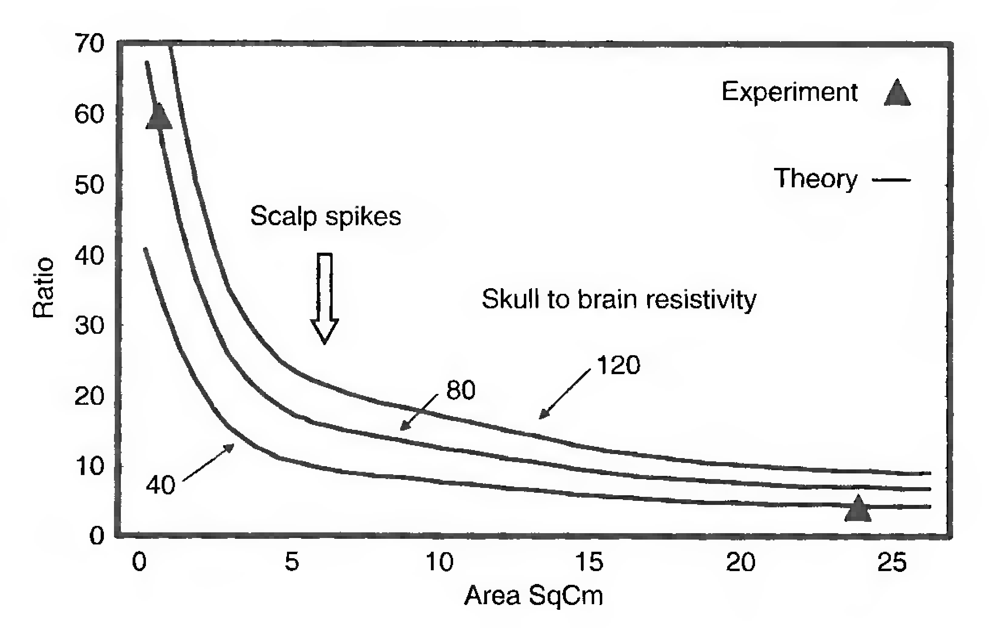 70
60
50
40
30
20
10
0
Ratio
Experiment
Theory
Scalp spikes
Skull to brain resistivity
120
80
40
0 5 10 15 20 25
Area SqCm